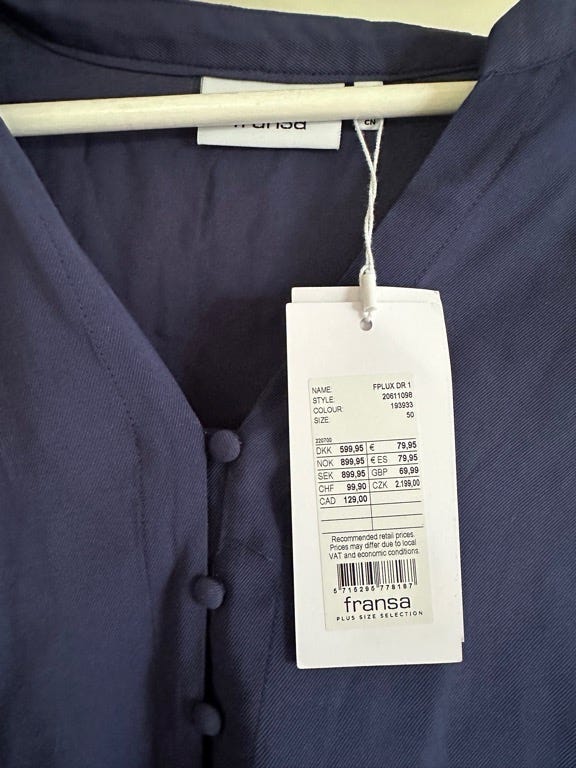 fransa
CN
NAME: FPLUX DR 1
STYLE: 20611098
COLOUR: 193933
SIZE: 50
220700
DKK 599,95 € 79,95
NOK 899,95 € ES 79,95
SEK 899,95 GBP 69,99
CHF 99,90 CZK 2.199,00
CAD 129,00
Recommended retail prices.
Prices may differ due to local
VAT and economic conditions.
5 715295 778187
fransa
PLUS SIZE SELECTION